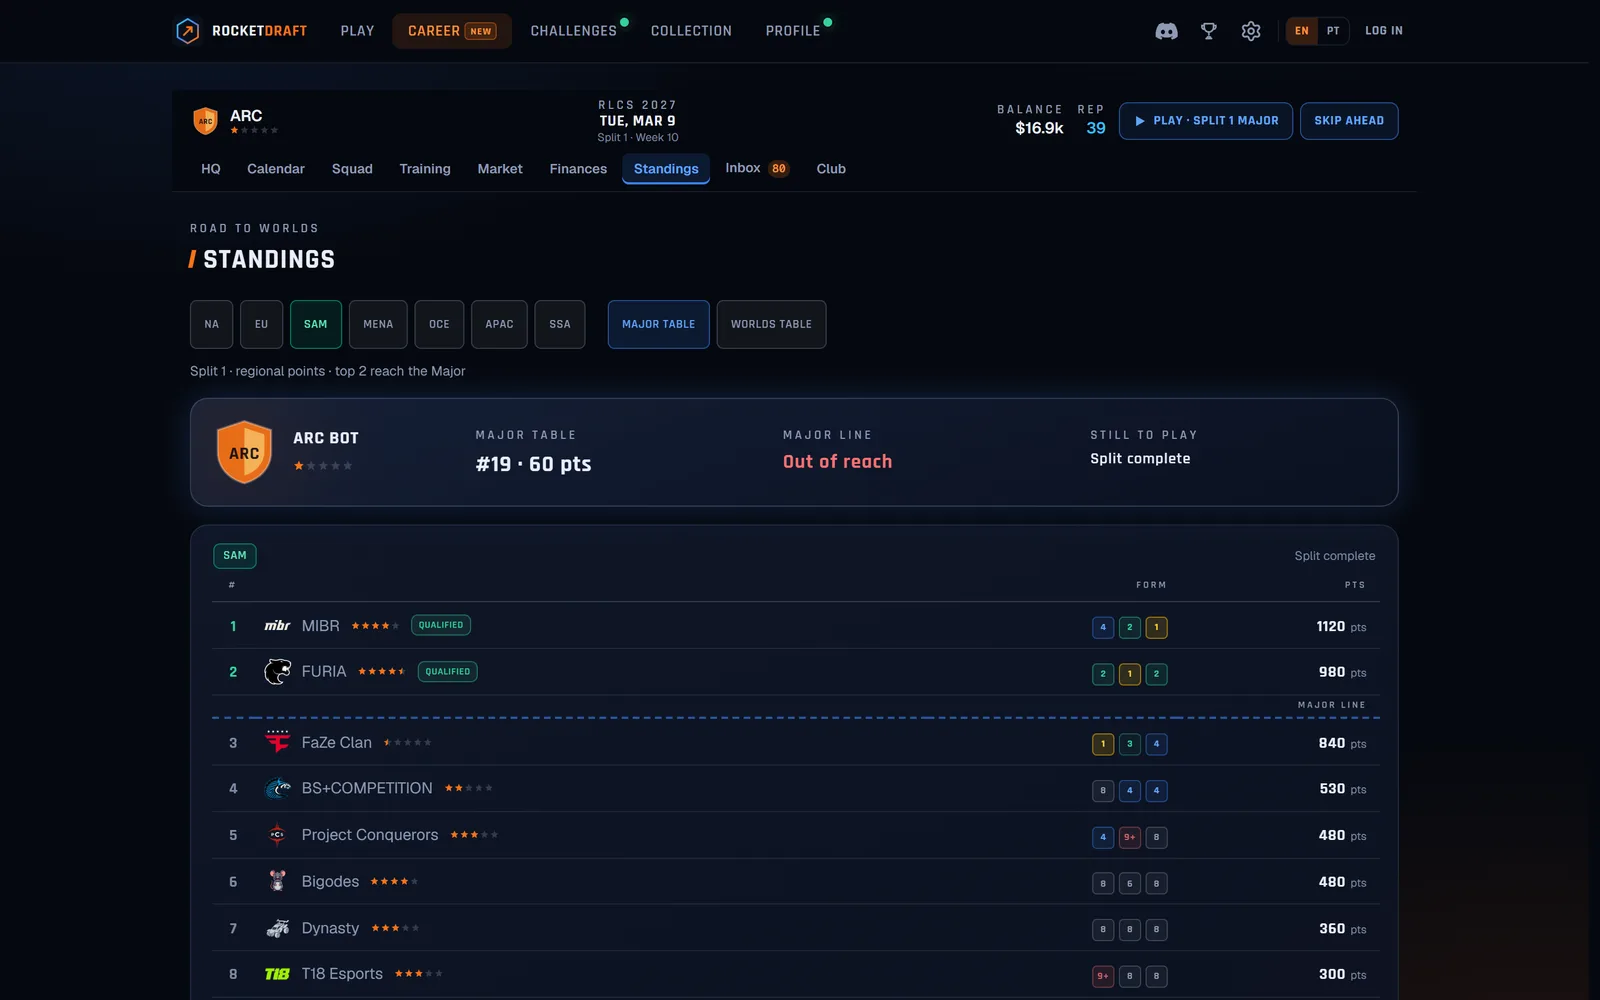 ROCKETDRAFT PLAY CAREER NEW CHALLENGES COLLECTION PROFILE EN PT LOG IN
ARC
ARC
RLCS 2027
TUE, MAR 9
Split 1 · Week 10
BALANCE REP
$16.9k 39
PLAY · SPLIT 1 MAJOR
SKIP AHEAD
HQ Calendar Squad Training Market Finances Standings Inbox 80 Club
ROAD TO WORLDS
STANDINGS
NA EU SAM MENA OCE APAC SSA MAJOR TABLE WORLDS TABLE
Split 1 · regional points · top 2 reach the Major
ARC
ARC BOT
MAJOR TABLE
#19 · 60 pts
MAJOR LINE
Out of reach
STILL TO PLAY
Split complete
SAM Split complete
# FORM PTS
1 mibr MIBR QUALIFIED 4 2 1 1120 pts
2 FURIA QUALIFIED 2 1 2 980 pts
MAJOR LINE
3 FaZe Clan 1 3 4 840 pts
4 BS+COMPETITION 8 4 4 530 pts
5 PCS Project Conquerors 4 9+ 8 480 pts
6 Bigodes 8 6 8 480 pts
7 Dynasty 8 8 8 360 pts
8 T18 T18 Esports 9+ 8 8 300 pts